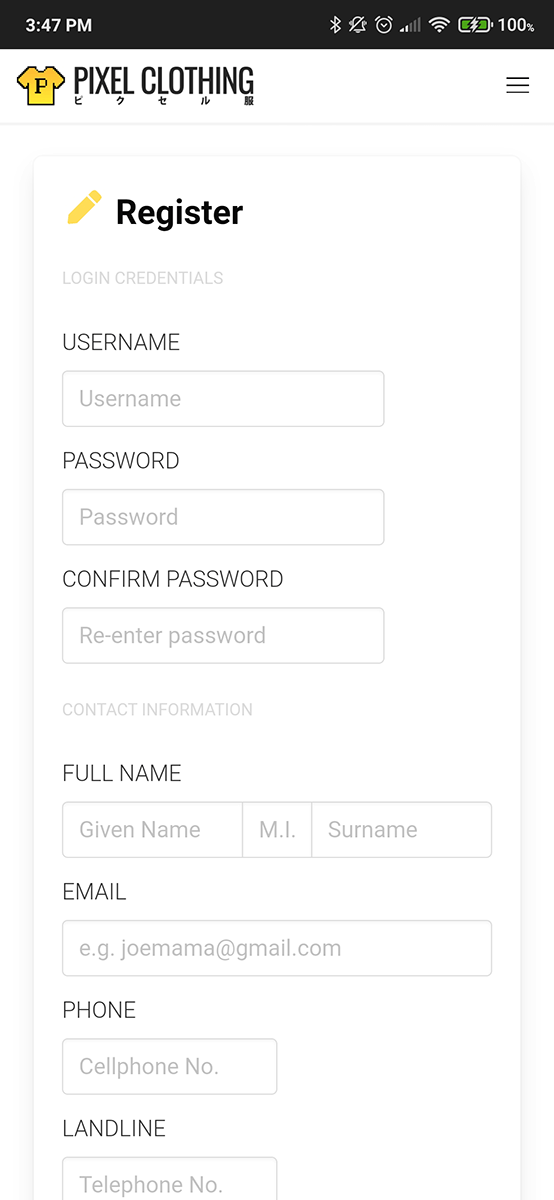 3:47 PM 100%
P PIXEL CLOTHING
ピクセル服
Register
LOGIN CREDENTIALS
USERNAME
Username
PASSWORD
Password
CONFIRM PASSWORD
Re-enter password
CONTACT INFORMATION
FULL NAME
Given Name M.I. Surname
EMAIL
e.g. joemama@gmail.com
PHONE
Cellphone No.
LANDLINE
Telephone No.